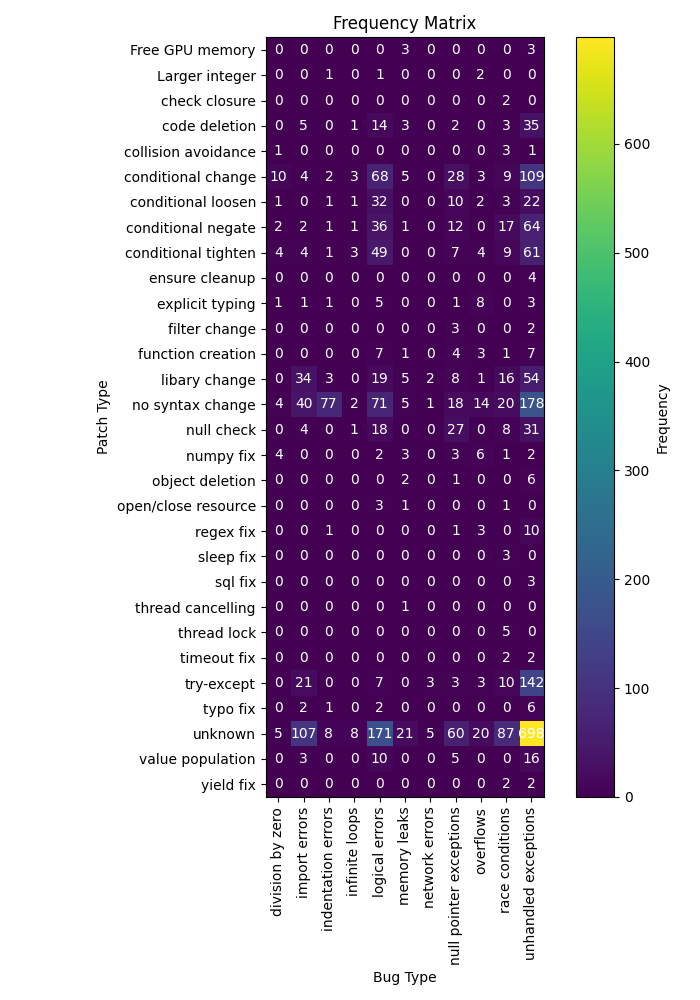 Frequency Matrix
Free GPU memory 0 0 0 0 0 3 0 0 0 0 3
Larger integer 0 0 1 0 1 0 0 0 2 0 0
check closure 0 0 0 0 0 0 0 0 0 2 0
code deletion 0 5 0 1 14 3 0 2 0 3 35
collision avoidance 1 0 0 0 0 0 0 0 0 3 1
conditional change 10 4 2 3 68 5 0 28 3 9 109
conditional loosen 1 0 1 1 32 0 0 10 2 3 22
conditional negate 2 2 1 1 36 1 0 12 0 17 64
conditional tighten 4 4 1 3 49 0 0 7 4 9 61
ensure cleanup 0 0 0 0 0 0 0 0 0 0 4
explicit typing 1 1 1 0 5 0 0 1 8 0 3
filter change 0 0 0 0 0 0 0 3 0 0 2
function creation 0 0 0 0 7 1 0 4 3 1 7
libary change 0 34 3 0 19 5 2 8 1 16 54
no syntax change 4 40 77 2 71 5 1 18 14 20 178
null check 0 4 0 1 18 0 0 27 0 8 31
numpy fix 4 0 0 0 2 3 0 3 6 1 2
object deletion 0 0 0 0 0 2 0 1 0 0 6
open/close resource 0 0 0 0 3 1 0 0 0 1 0
regex fix 0 0 1 0 0 0 0 1 3 0 10
sleep fix 0 0 0 0 0 0 0 0 0 3 0
sql fix 0 0 0 0 0 0 0 0 0 0 3
thread cancelling 0 0 0 0 0 1 0 0 0 0 0
thread lock 0 0 0 0 0 0 0 0 0 5 0
timeout fix 0 0 0 0 0 0 0 0 0 2 2
try-except 0 21 0 0 7 0 3 3 3 10 142
typo fix 0 2 1 0 2 0 0 0 0 0 6
unknown 5 107 8 8 171 21 5 60 20 87 698
value population 0 3 0 0 10 0 0 5 0 0 16
yield fix 0 0 0 0 0 0 0 0 0 2 2
Patch Type
division by zero
import errors
indentation errors
infinite loops
logical errors
memory leaks
network errors
null pointer exceptions
overflows
race conditions
unhandled exceptions
Bug Type
600
500
400
300
200
100
0
Frequency